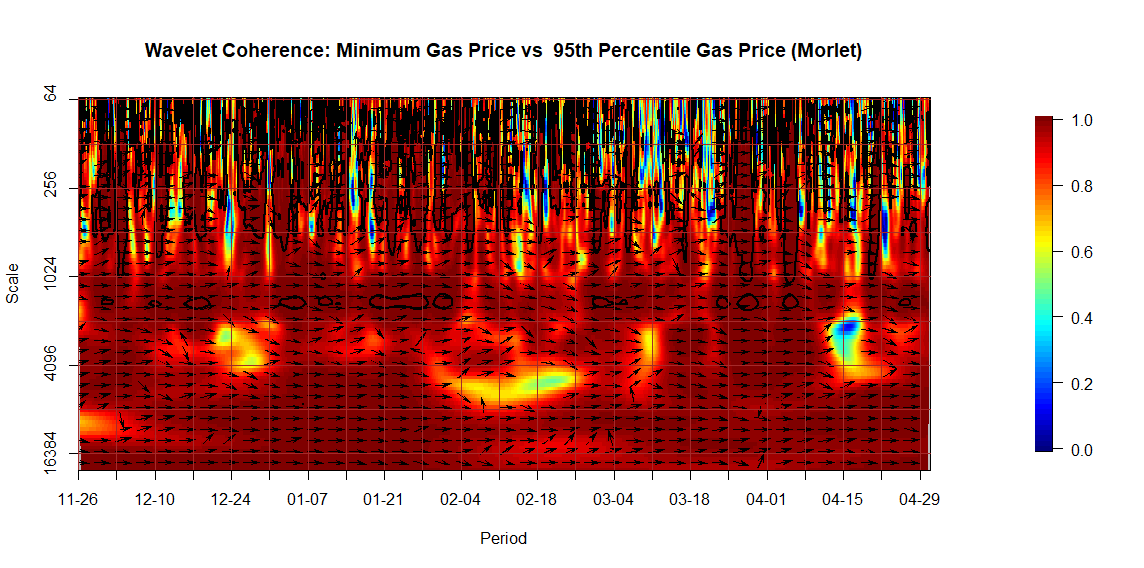 Wavelet Coherence: Minimum Gas Price vs  95th Percentile Gas Price (Morlet)
Scale
64
256
1024
4096
16384
1.0
0.8
0.6
0.4
0.2
0.0
11-26 12-10 12-24 01-07 01-21 02-04 02-18 03-04 03-18 04-01 04-15 04-29
Period